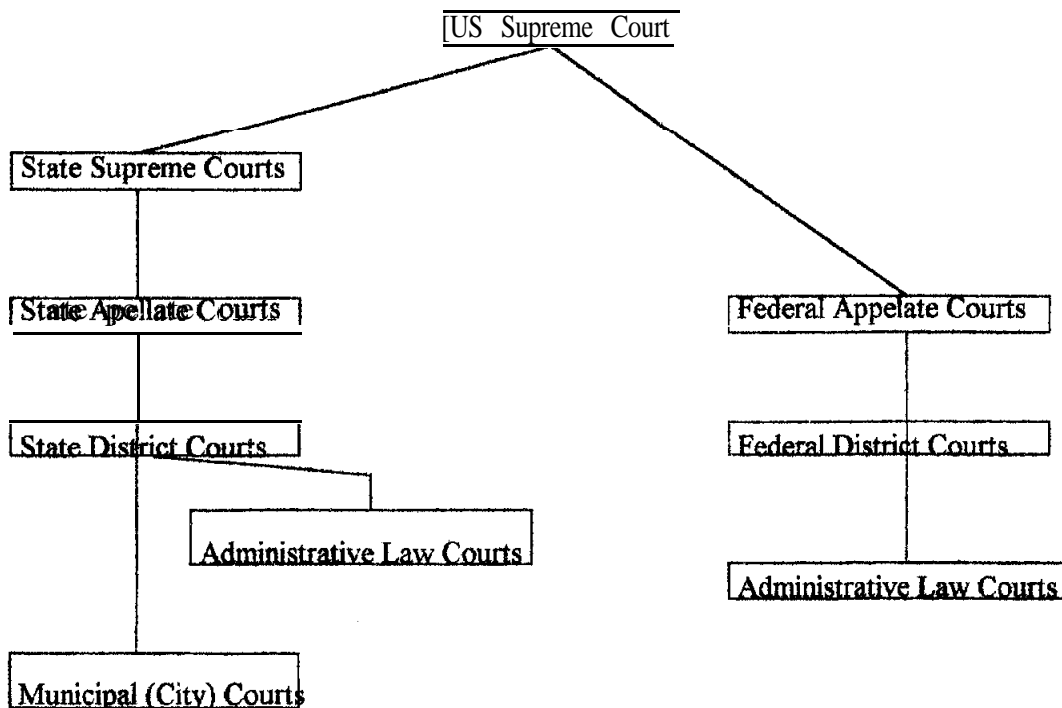 [US Supreme Court
State Supreme Courts
State Apellate Courts
Federal Appelate Courts
State District Courts
Federal District Courts
Administrative Law Courts
Administrative Law Courts
Municipal (City) Courts